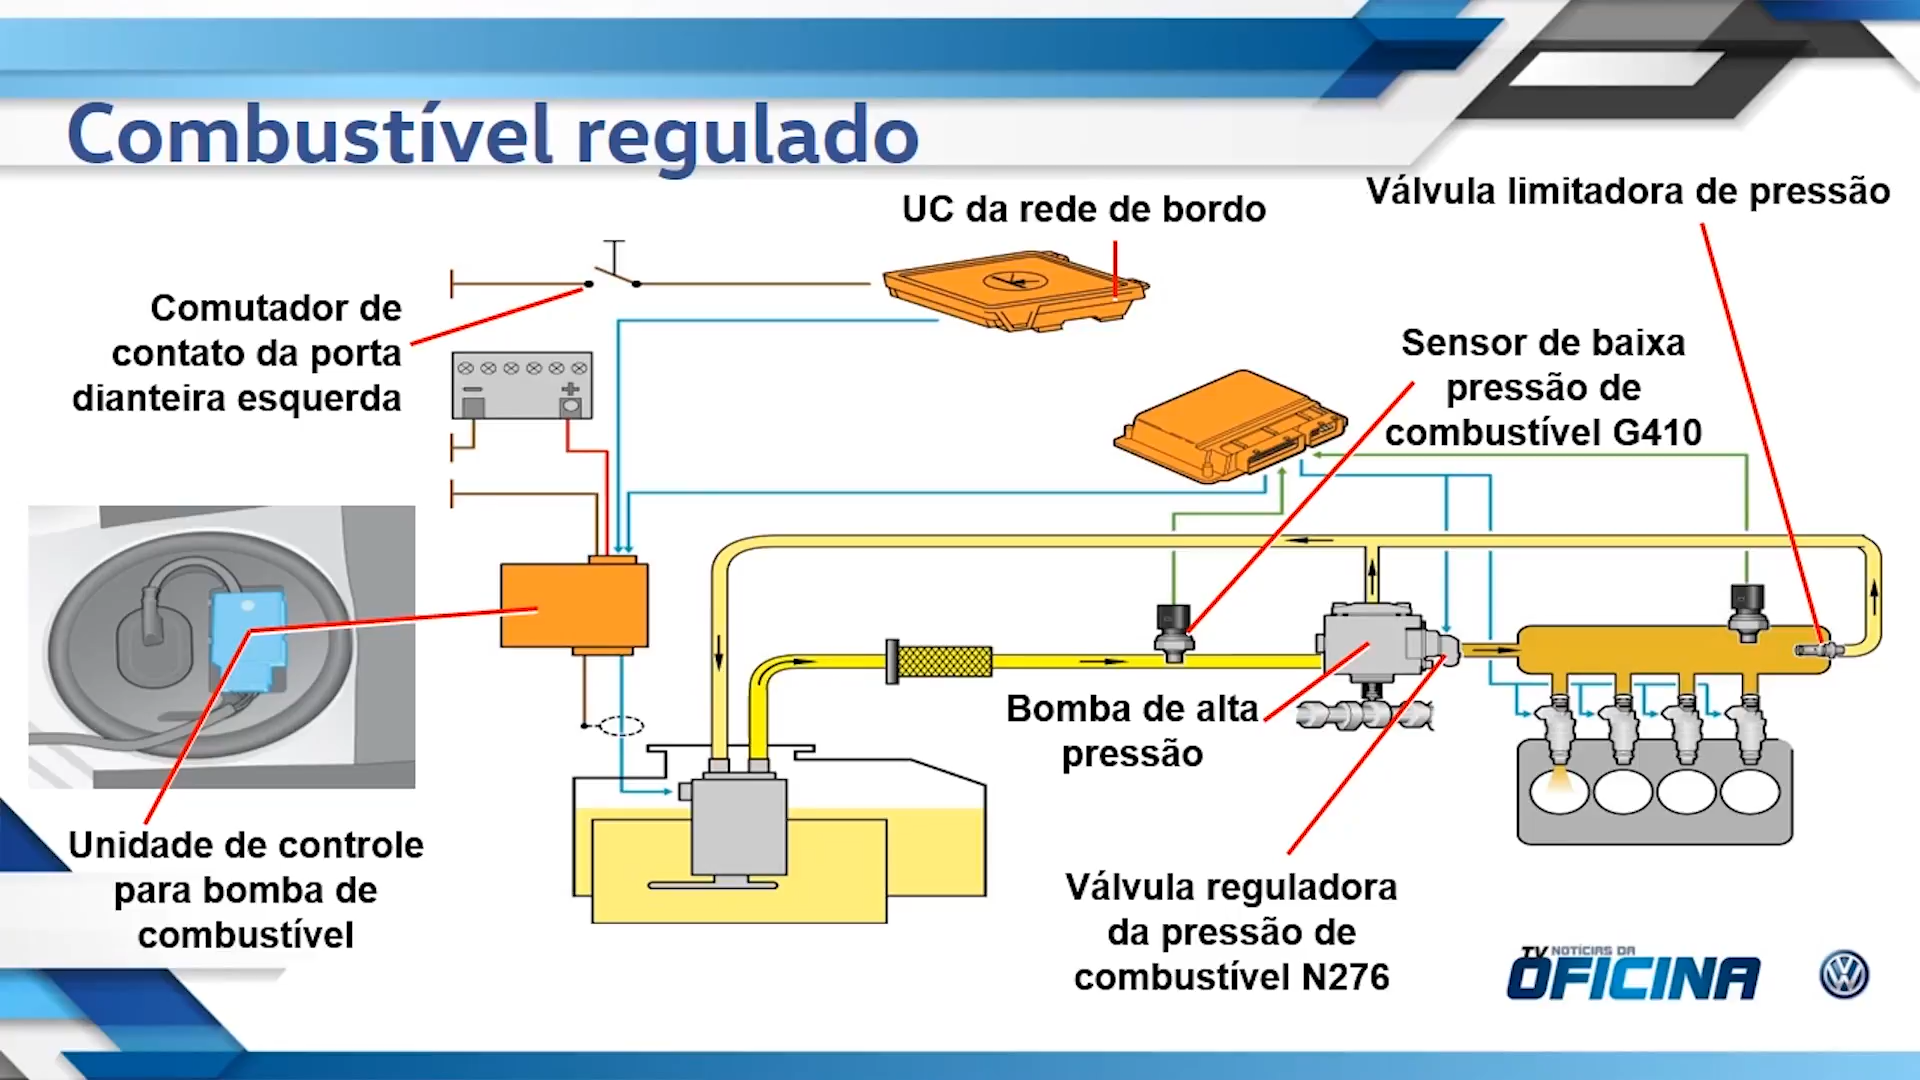 Combustível regulado
UC da rede de bordo
Válvula limitadora de pressão
Comutador de
contato da porta
dianteira esquerda
Sensor de baixa
pressão de
combustível G410
Bomba de alta
pressão
Unidade de controle
para bomba de
combustível
Válvula reguladora
da pressão de
combustível N276
TV NOTÍCIAS DA
OFICINA